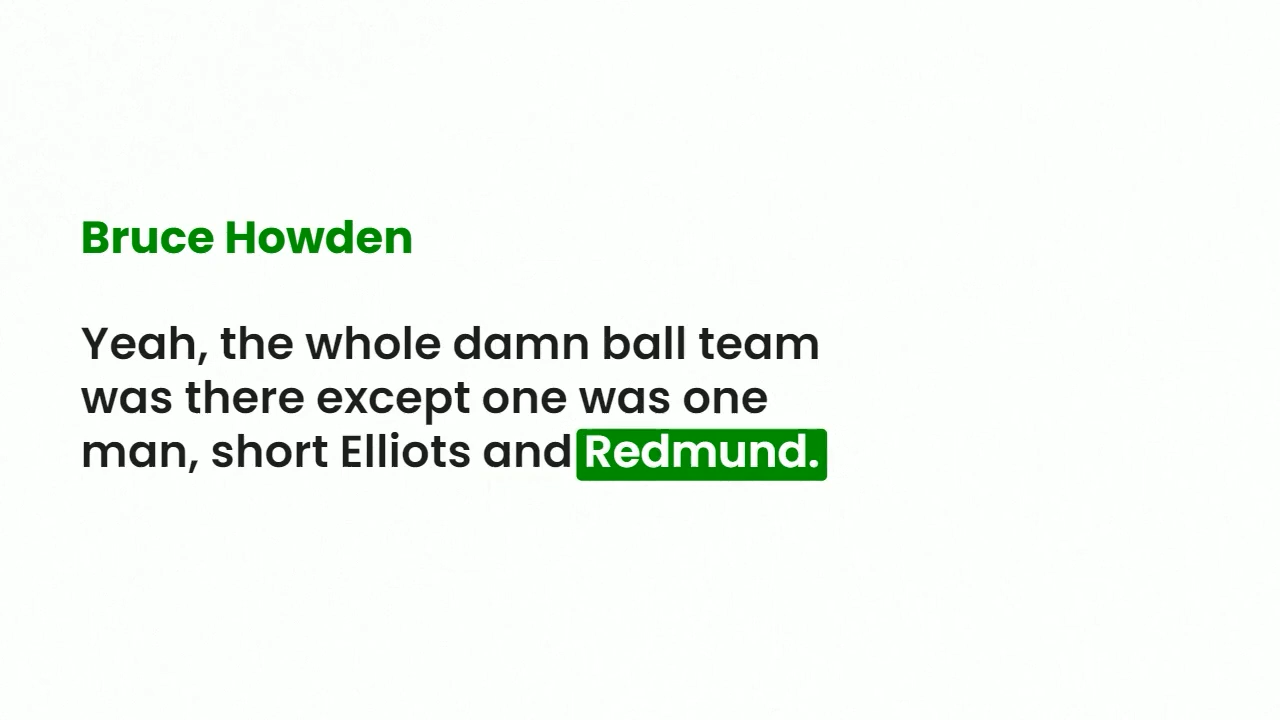 Bruce Howden
Yeah, the whole damn ball team
was there except one was one
man, short Elliots and Redmund.